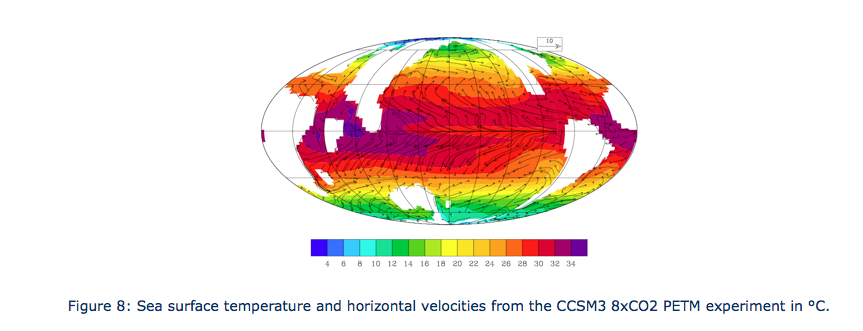 10
4 6 8 10 12 14 16 18 20 22 24 26 28 30 32 34
Figure 8: Sea surface temperature and horizontal velocities from the CCSM3 8xCO2 PETM experiment in ºC.